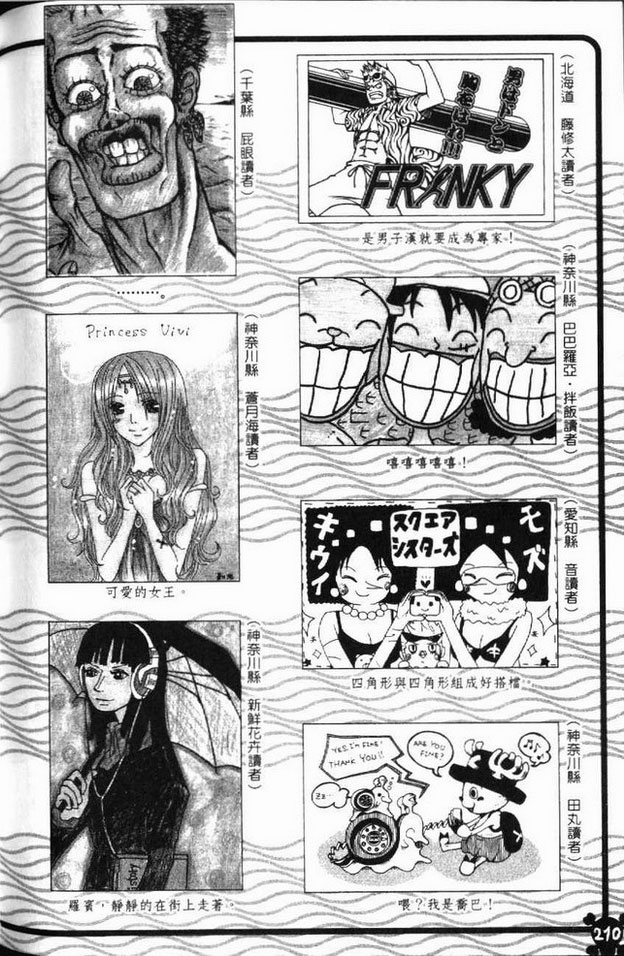 (北海道　藤修太讀者)
男はドンと
胸をはれ!!!
FRANKY
是男子漢就要成為專家！
(神奈川縣　巴巴羅亞・拌飯讀者)
嘻嘻嘻嘻嘻！
(愛知縣　音讀者)
モズ
スクエア
シスターズ
キウイ
四角形與四角形組成好搭檔。
(神奈川縣　田丸讀者)
ARE YOU
FINE?
YES, I'M FINE!
THANK YOU!!
ZZ...
喂？我是喬巴！
(千葉縣　屁眼讀者)
………。
(神奈川縣　蒼月海讀者)
Princess Vivi
可愛的女王。
(神奈川縣　新鮮花卉讀者)
羅賓，靜靜的在街上走著。
210